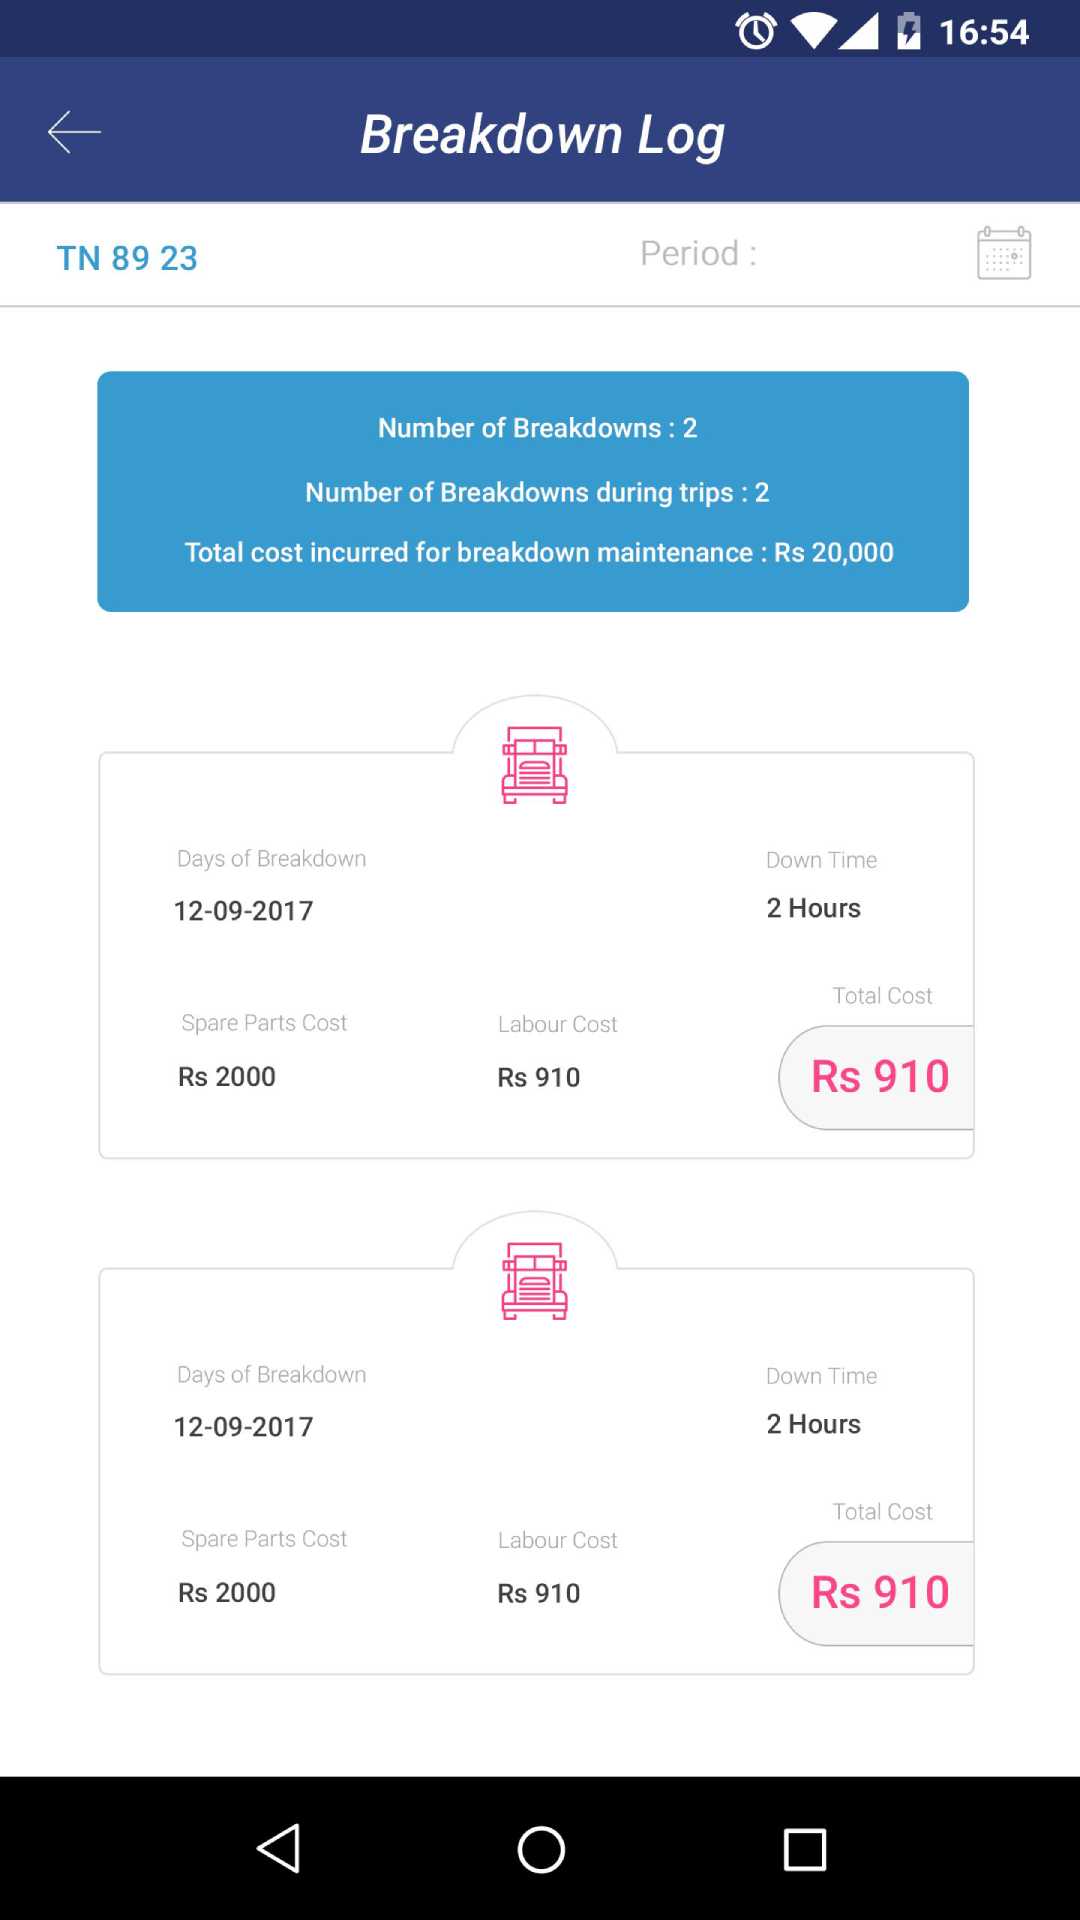 16:54
Breakdown Log
TN 89 23
Period :
Number of Breakdowns : 2
Number of Breakdowns during trips : 2
Total cost incurred for breakdown maintenance : Rs 20,000
Days of Breakdown
Down Time
12-09-2017
2 Hours
Total Cost
Spare Parts Cost
Labour Cost
Rs 2000
Rs 910
Rs 910
Days of Breakdown
Down Time
12-09-2017
2 Hours
Total Cost
Spare Parts Cost
Labour Cost
Rs 2000
Rs 910
Rs 910